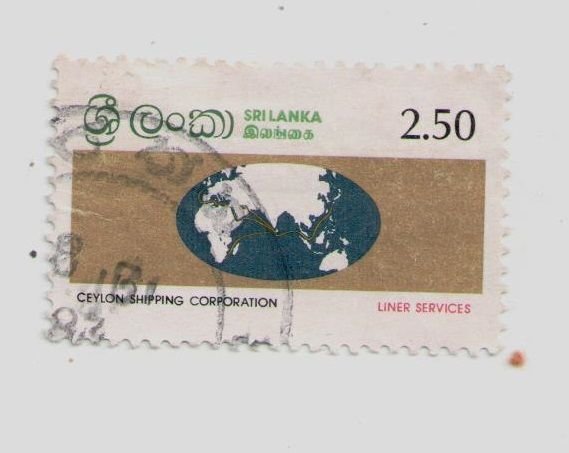 ශ්‍රී ලංකා SRI LANKA 2.50
இலங்கை
CEYLON SHIPPING CORPORATION LINER SERVICES